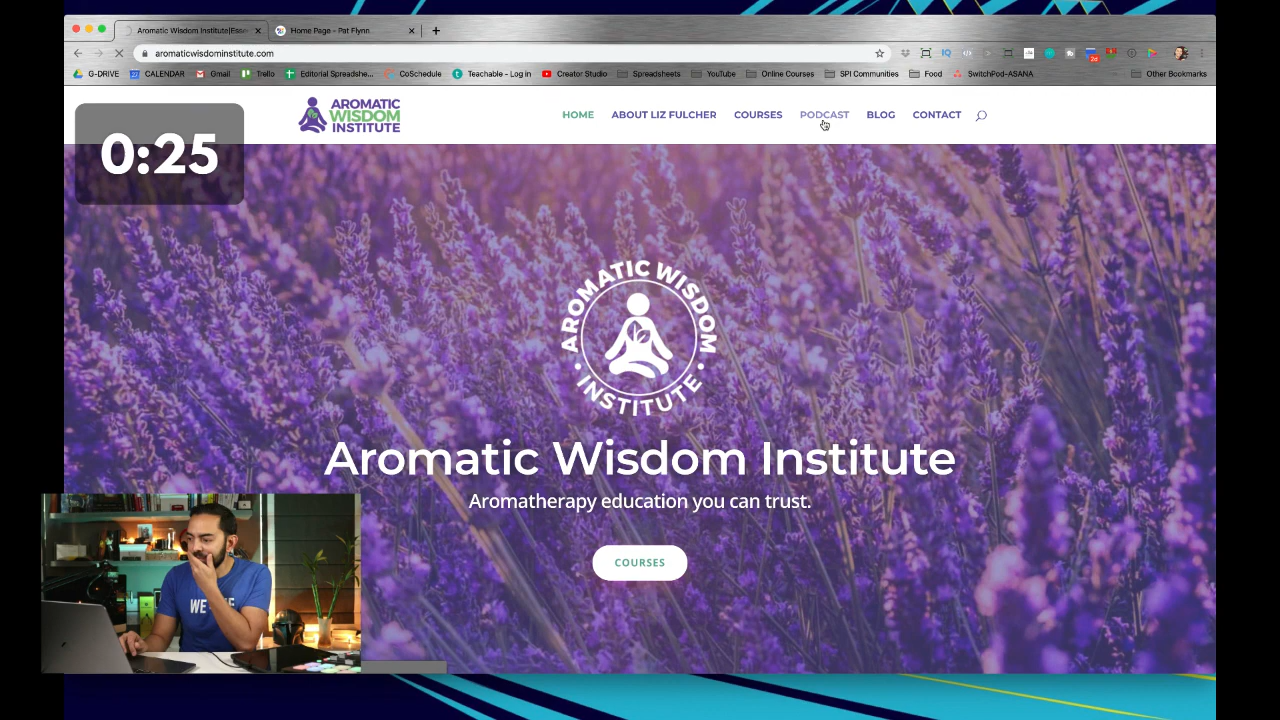 Aromatic Wisdom Institute|Esse
Home Page - Pat Flynn
aromaticwisdominstitute.com
G-DRIVE CALENDAR Gmail Trello Editorial Spreadshe... CoSchedule Teachable - Log in Creator Studio Spreadsheets YouTube Online Courses SPI Communities Food SwitchPod-ASANA Other Bookmarks
AROMATIC
WISDOM
INSTITUTE
HOME ABOUT LIZ FULCHER COURSES PODCAST BLOG CONTACT
0:25
AROMATIC WISDOM
• INSTITUTE •
Aromatic Wisdom Institute
Aromatherapy education you can trust.
COURSES
WE